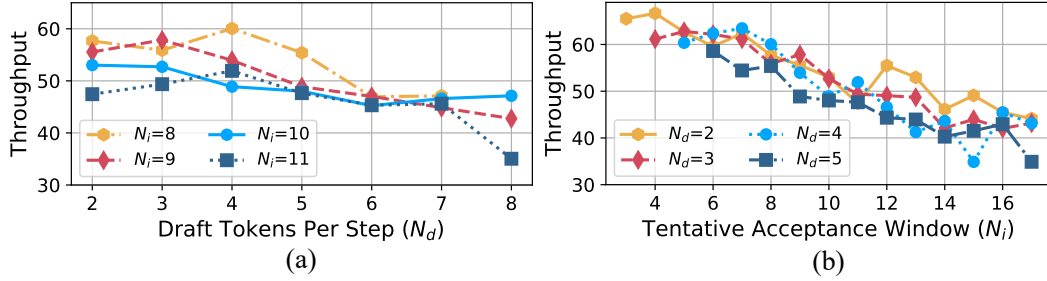 60
50
40
30
Throughput
N_i=8
N_i=9
N_i=10
N_i=11
2 3 4 5 6 7 8
Draft Tokens Per Step (N_d)
(a)
60
50
40
30
Throughput
N_d=2
N_d=3
N_d=4
N_d=5
4 6 8 10 12 14 16
Tentative Acceptance Window (N_i)
(b)